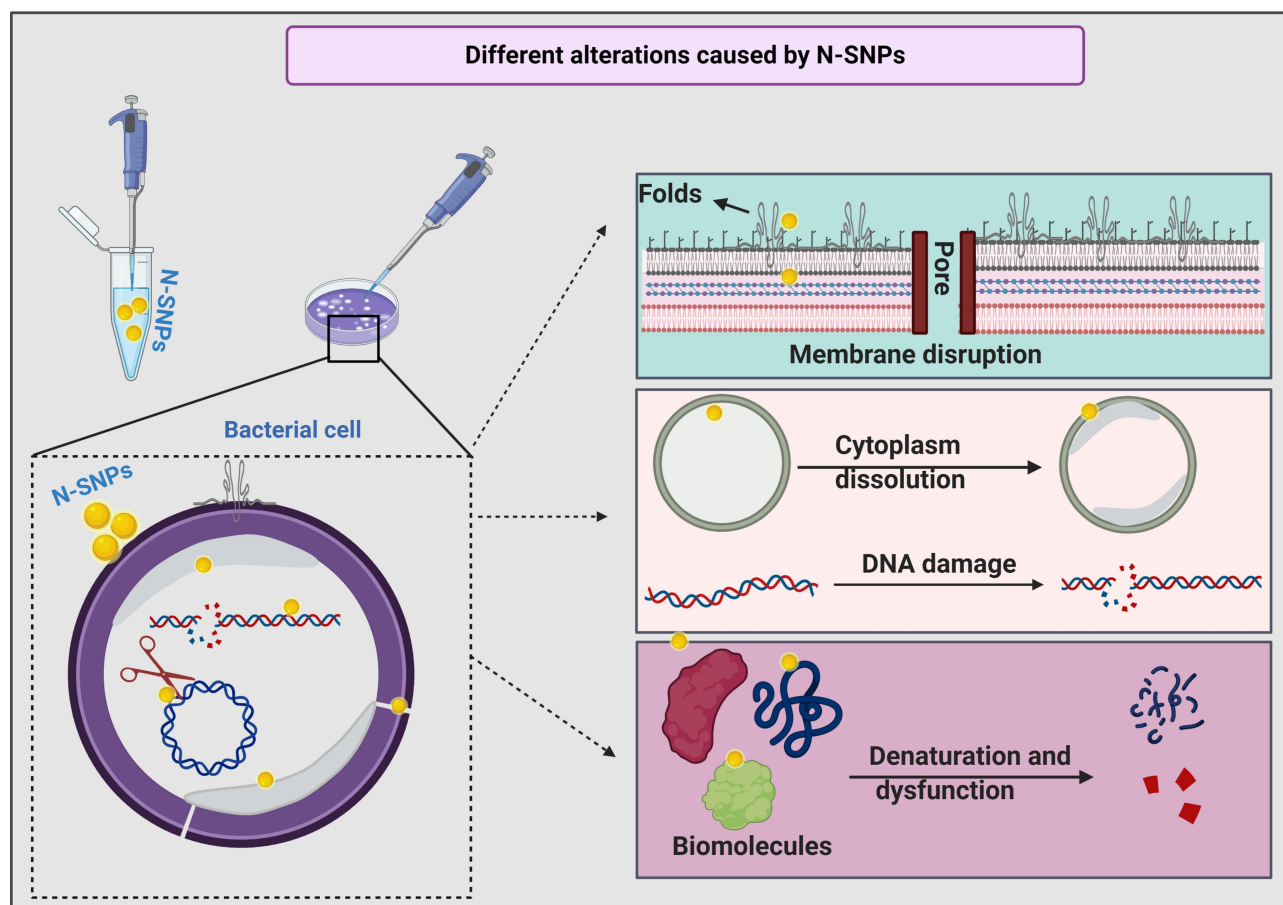 Different alterations caused by N-SNPs
N-SNPs
Bacterial cell
N-SNPs
Folds
Pore
Membrane disruption
Cytoplasm
dissolution
DNA damage
Biomolecules
Denaturation and
dysfunction